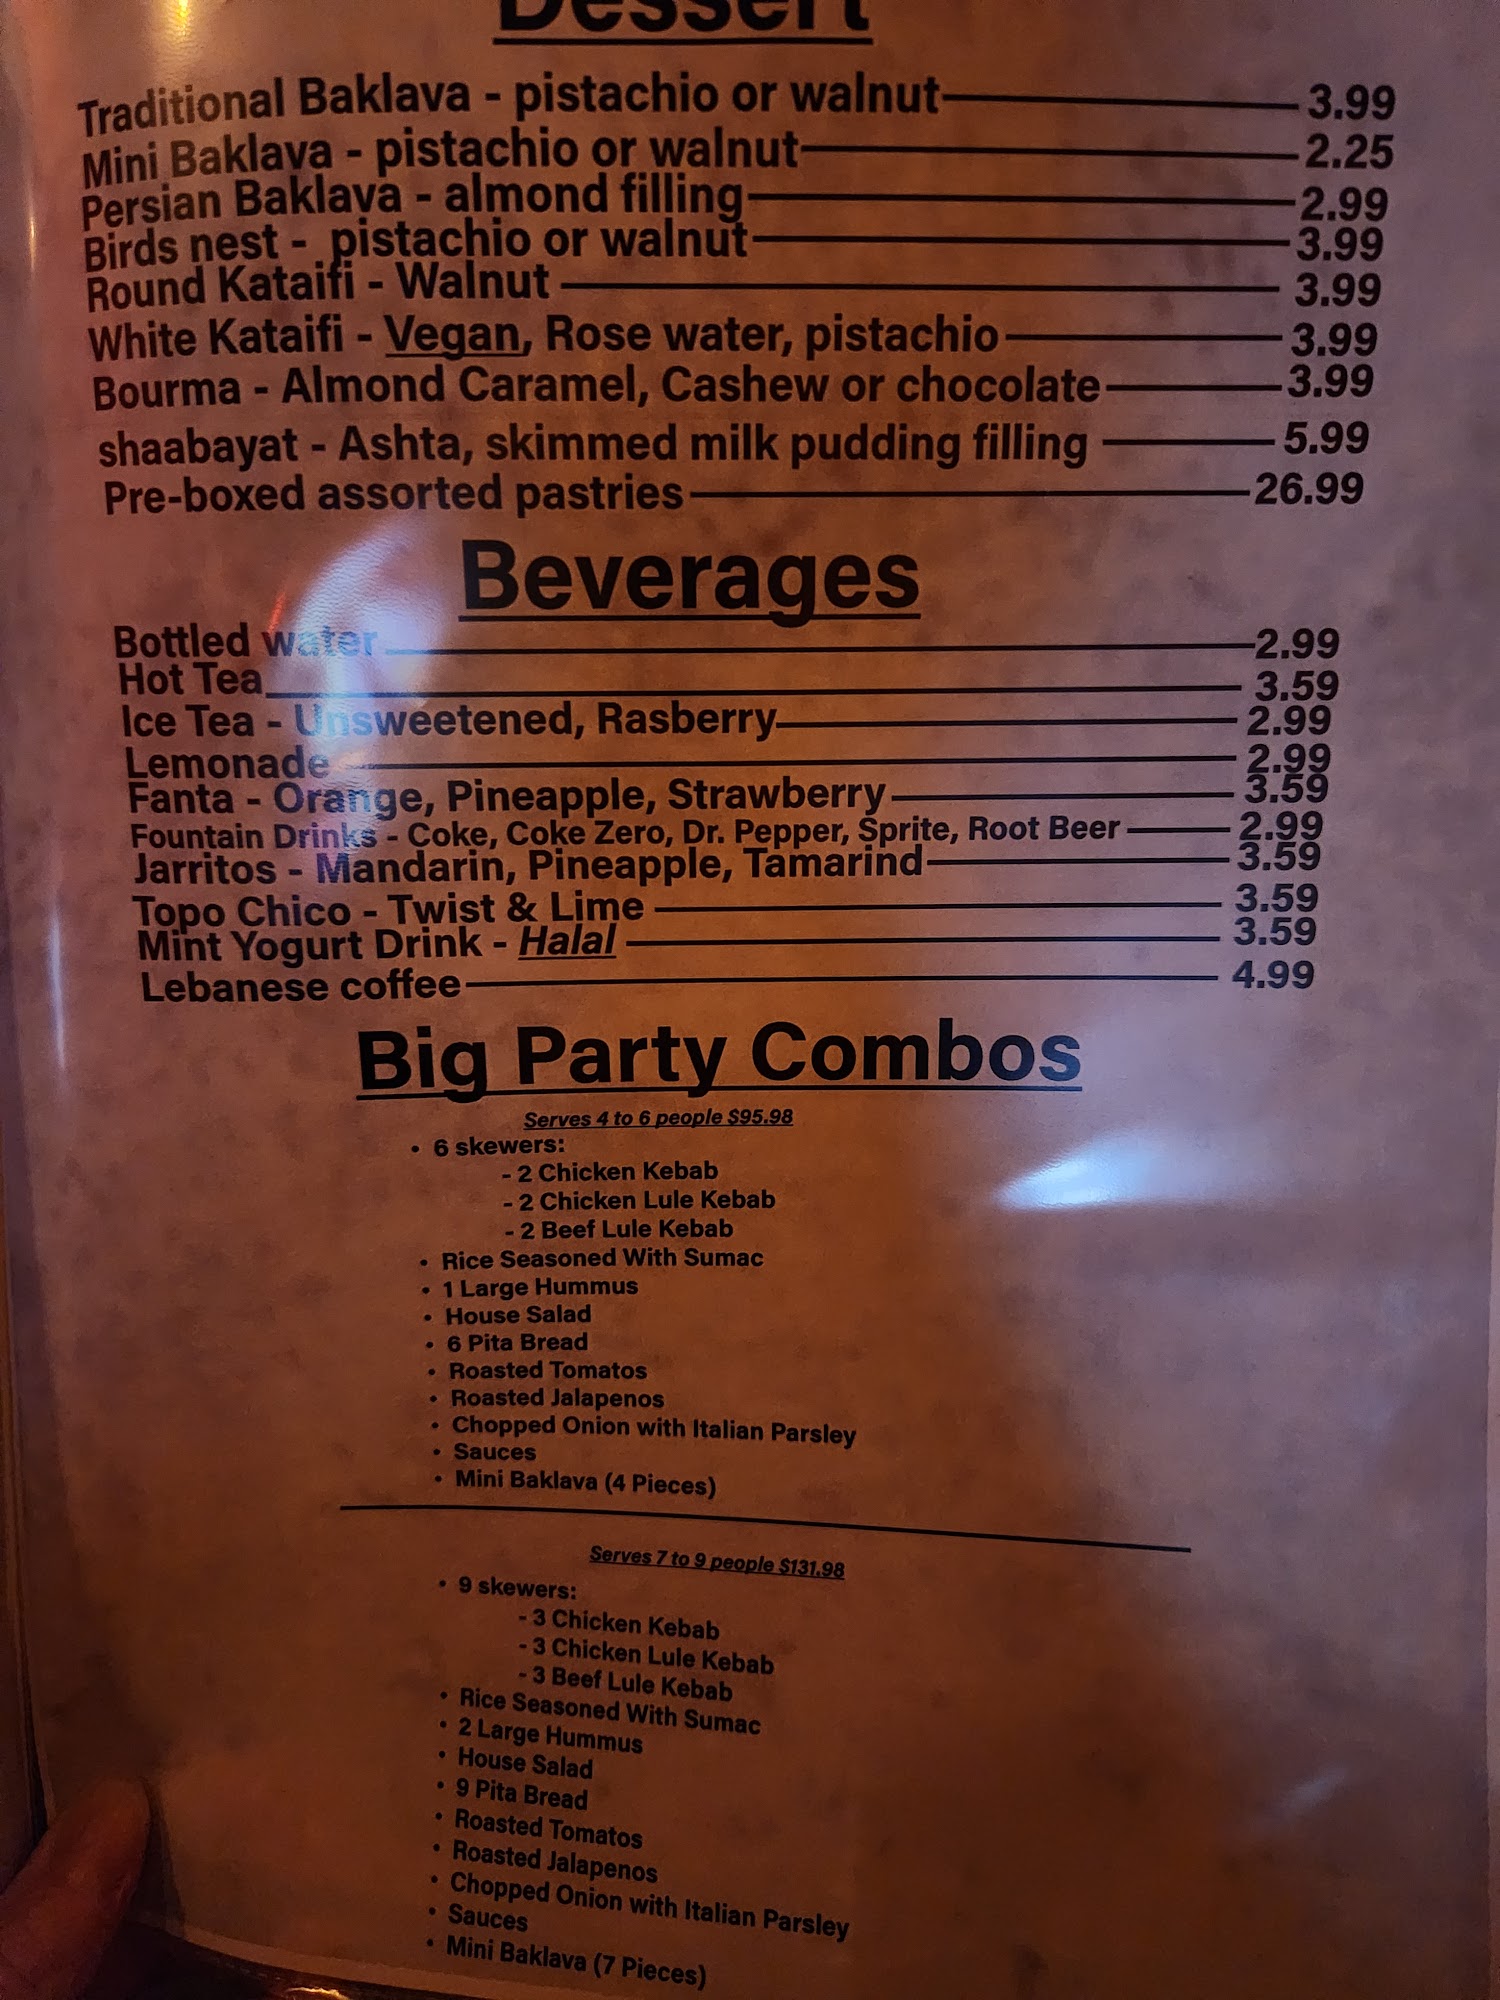 Dessert
Traditional Baklava - pistachio or walnut 3.99
Mini Baklava - pistachio or walnut 2.25
Persian Baklava - almond filling 2.99
Birds nest - pistachio or walnut 3.99
Round Kataifi - Walnut 3.99
White Kataifi - Vegan, Rose water, pistachio 3.99
Bourma - Almond Caramel, Cashew or chocolate 3.99
shaabayat - Ashta, skimmed milk pudding filling 5.99
Pre-boxed assorted pastries 26.99
Beverages
Bottled water 2.99
Hot Tea 3.59
Ice Tea - Unsweetened, Rasberry 2.99
Lemonade 2.99
Fanta - Orange, Pineapple, Strawberry 3.59
Fountain Drinks - Coke, Coke Zero, Dr. Pepper, Sprite, Root Beer 2.99
Jarritos - Mandarin, Pineapple, Tamarind 3.59
Topo Chico - Twist & Lime 3.59
Mint Yogurt Drink - Halal 3.59
Lebanese coffee 4.99
Big Party Combos
Serves 4 to 6 people $95.98
• 6 skewers:
- 2 Chicken Kebab
- 2 Chicken Lule Kebab
- 2 Beef Lule Kebab
• Rice Seasoned With Sumac
• 1 Large Hummus
• House Salad
• 6 Pita Bread
• Roasted Tomatos
• Roasted Jalapenos
• Chopped Onion with Italian Parsley
• Sauces
• Mini Baklava (4 Pieces)
Serves 7 to 9 people $131.98
• 9 skewers:
- 3 Chicken Kebab
- 3 Chicken Lule Kebab
- 3 Beef Lule Kebab
• Rice Seasoned With Sumac
• 2 Large Hummus
• House Salad
• 9 Pita Bread
• Roasted Tomatos
• Roasted Jalapenos
• Chopped Onion with Italian Parsley
• Sauces
• Mini Baklava (7 Pieces)